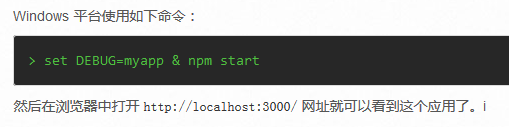 Windows 平台使用如下命令：
> set DEBUG=myapp & npm start
然后在浏览器中打开 http://localhost:3000/ 网址就可以看到这个应用了。i